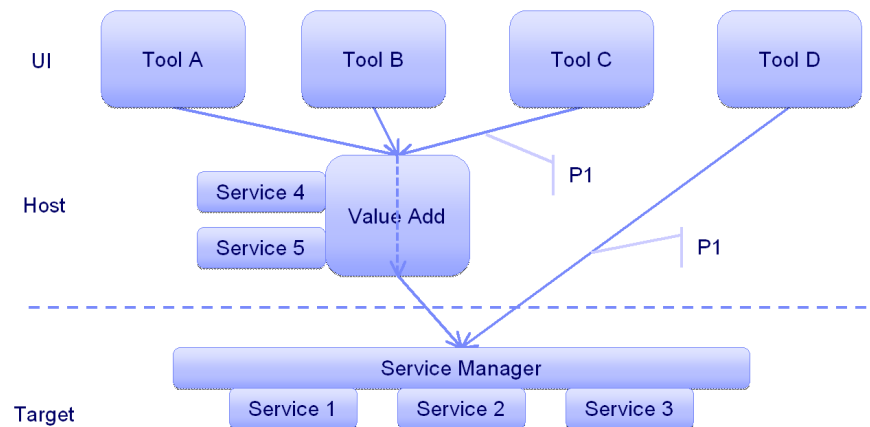 UI
Tool A
Tool B
Tool C
Tool D
P1
Service 4
Host
Value Add
Service 5
P1
Service Manager
Target
Service 1
Service 2
Service 3